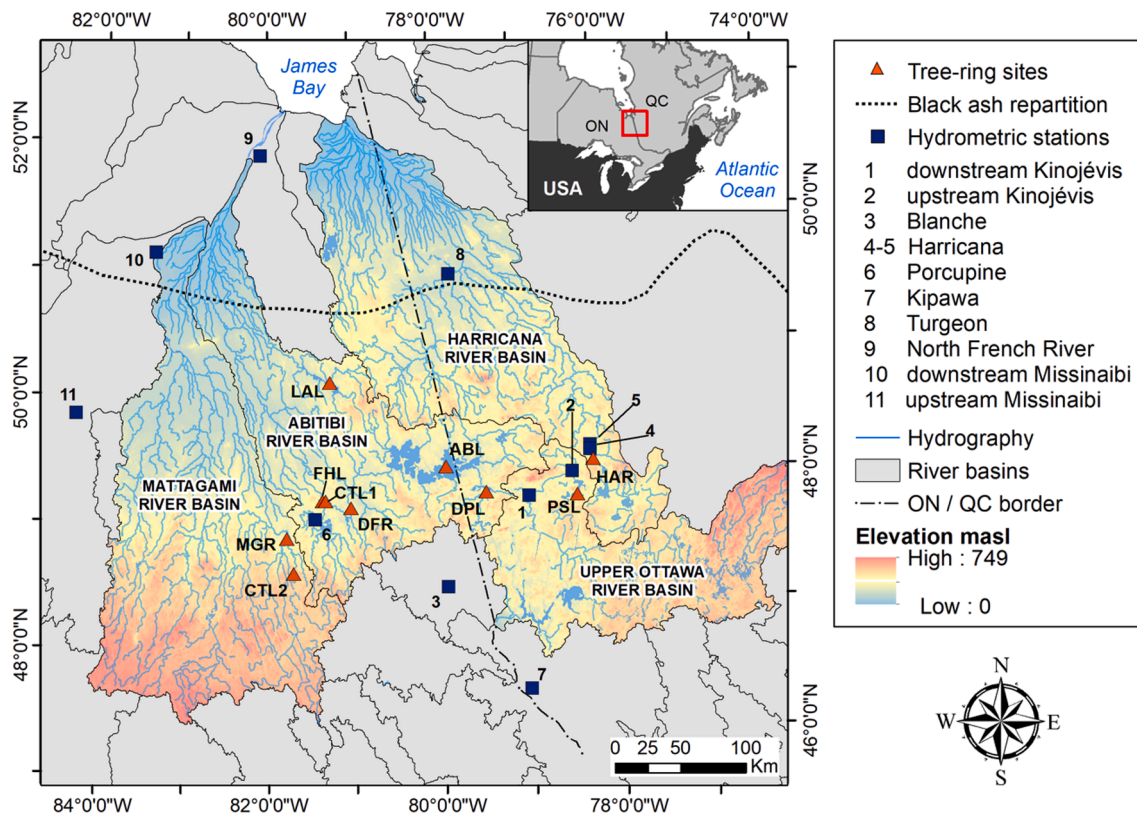 82°0'0"W
80°0'0"W
78°0'0"W
76°0'0"W
74°0'0"W
James
Bay
QC
ON
USA
Atlantic
Ocean
52°0'0"N
50°0'0"N
48°0'0"N
50°0'0"N
48°0'0"N
46°0'0"N
9
10
8
11
HARRICANA
RIVER BASIN
LAL
ABITIBI
RIVER BASIN
2
5
4
ABL
HAR
FHL
CTL1
MATTAGAMI
RIVER BASIN
DPL
1
PSL
DFR
6
MGR
CTL2
UPPER OTTAWA
RIVER BASIN
3
7
0 25 50 100
Km
84°0'0"W
82°0'0"W
80°0'0"W
78°0'0"W
Tree-ring sites
Black ash repartition
Hydrometric stations
1 downstream Kinojévis
2 upstream Kinojévis
3 Blanche
4-5 Harricana
6 Porcupine
7 Kipawa
8 Turgeon
9 North French River
10 downstream Missinaibi
11 upstream Missinaibi
Hydrography
River basins
ON / QC border
Elevation masl
High : 749
Low : 0
N
W E
S